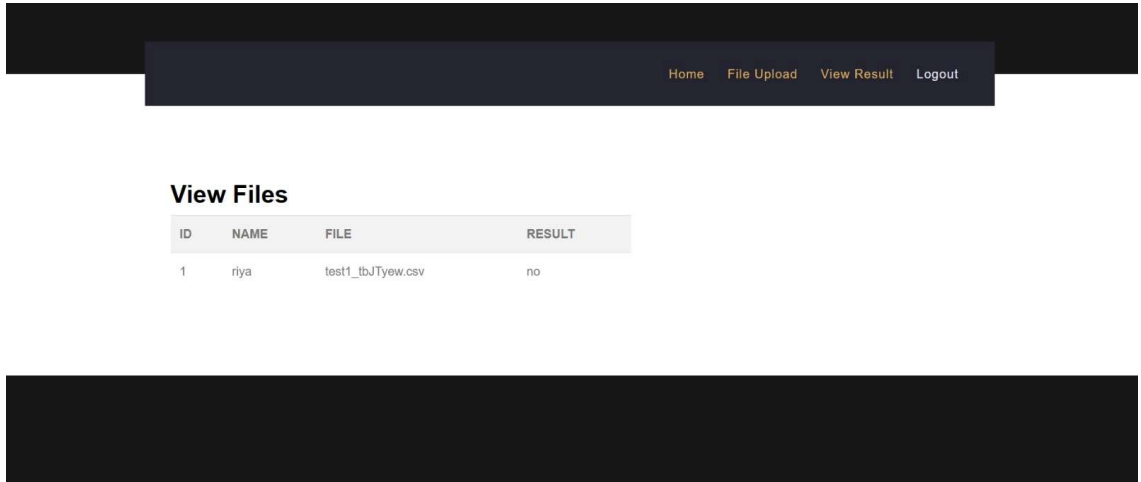 Home File Upload View Result Logout
View Files
ID NAME FILE RESULT
1 riya test1_tbJTyew.csv no